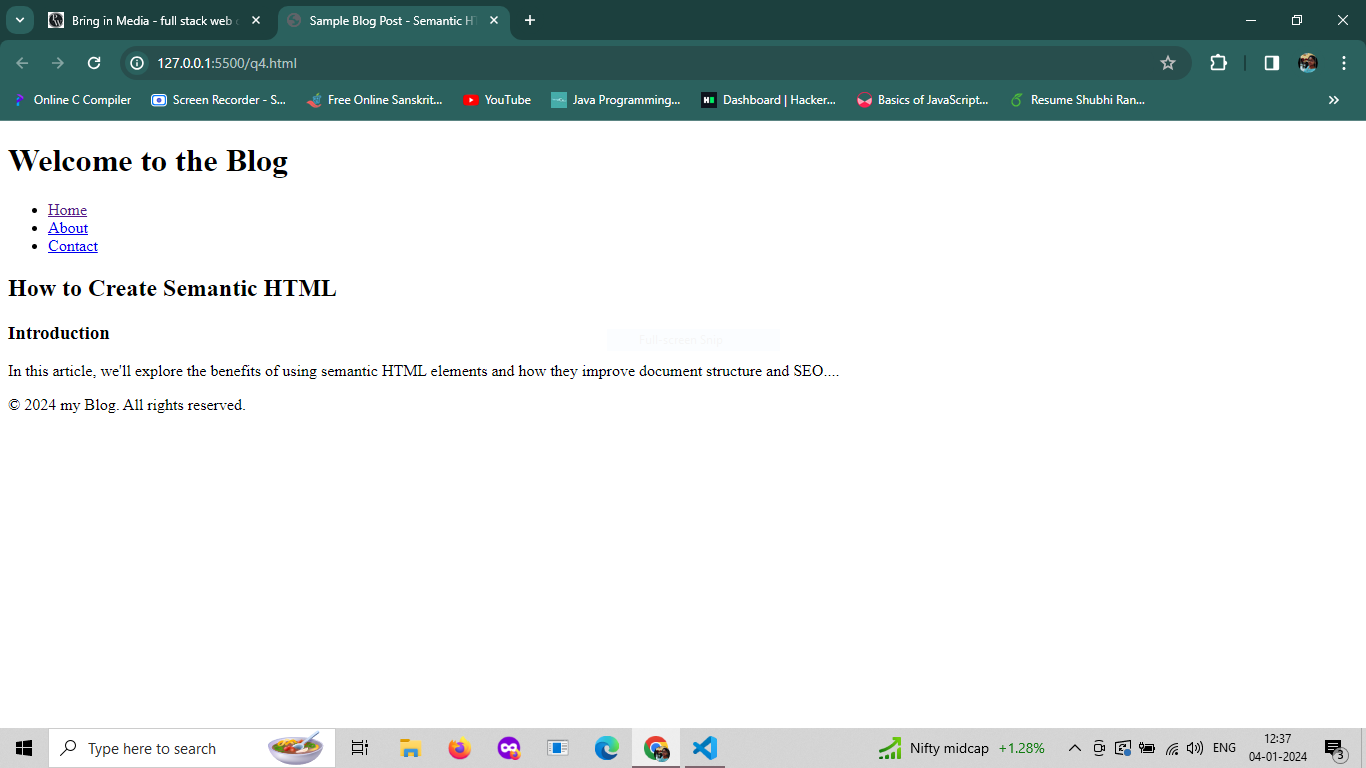 Bring in Media - full stack web
Sample Blog Post - Semantic HT
127.0.0.1:5500/q4.html
Online C Compiler
Screen Recorder - S...
Free Online Sanskrit...
YouTube
Java Programming...
Dashboard | Hacker...
Basics of JavaScript...
Resume Shubhi Ran...
Welcome to the Blog
Home
About
Contact
How to Create Semantic HTML
Introduction
Full-screen Snip
In this article, we'll explore the benefits of using semantic HTML elements and how they improve document structure and SEO....
© 2024 my Blog. All rights reserved.
Type here to search
Nifty midcap +1.28%
ENG
12:37
04-01-2024
3